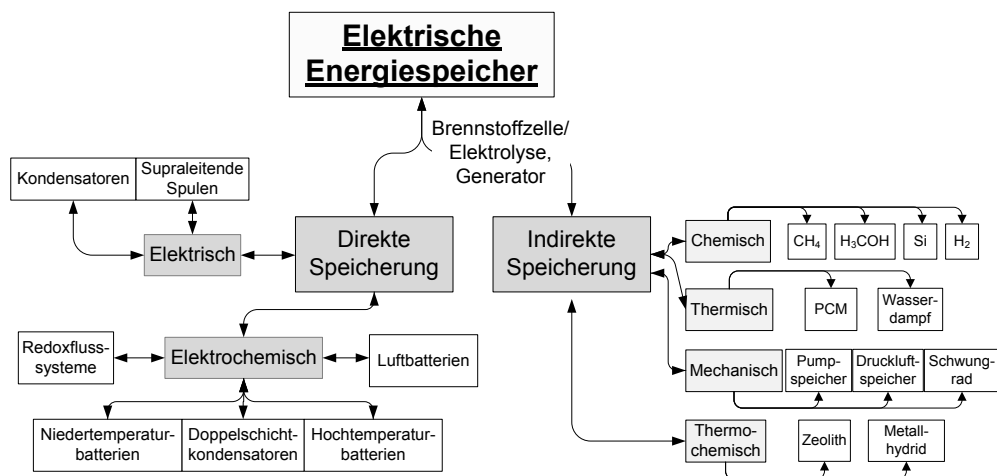 Elektrische
Energiespeicher
Brennstoffzelle/
Elektrolyse,
Generator
Kondensatoren
Supraleitende
Spulen
Elektrisch
Direkte
Speicherung
Indirekte
Speicherung
Chemisch
CH4
H3COH
Si
H2
Thermisch
PCM
Wasser-
dampf
Redoxfluss-
systeme
Elektrochemisch
Luftbatterien
Mechanisch
Pump-
speicher
Druckluft-
speicher
Schwung-
rad
Niedertemperatur-
batterien
Doppelschicht-
kondensatoren
Hochtemperatur-
batterien
Thermo-
chemisch
Zeolith
Metall-
hydrid